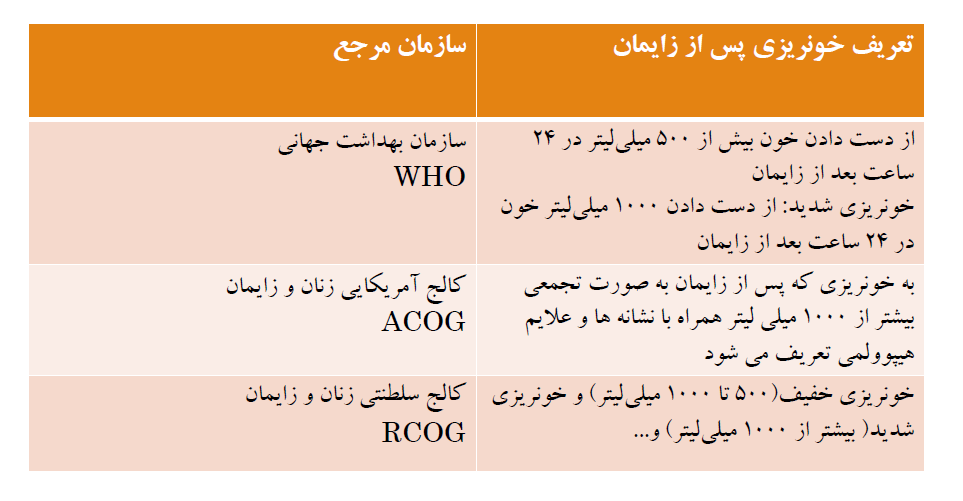 تعریف خونریزی پس از زایمان
سازمان مرجع
از دست دادن خون بیش از ۵۰۰ میلی‌لیتر در ۲۴
ساعت بعد از زایمان
خونریزی شدید: از دست دادن ۱۰۰۰ میلی‌لیتر خون
در ۲۴ ساعت بعد از زایمان
سازمان بهداشت جهانی
WHO
به خونریزی که پس از زایمان به صورت تجمعی
بیشتر از ۱۰۰۰ میلی لیتر همراه با نشانه ها و علایم
هیپوولمی تعریف می شود
کالج آمریکایی زنان و زایمان
ACOG
خونریزی خفیف(۵۰۰ تا ۱۰۰۰ میلی‌لیتر) و خونریزی
شدید( بیشتر از ۱۰۰۰ میلی‌لیتر) و...
کالج سلطنتی زنان و زایمان
RCOG